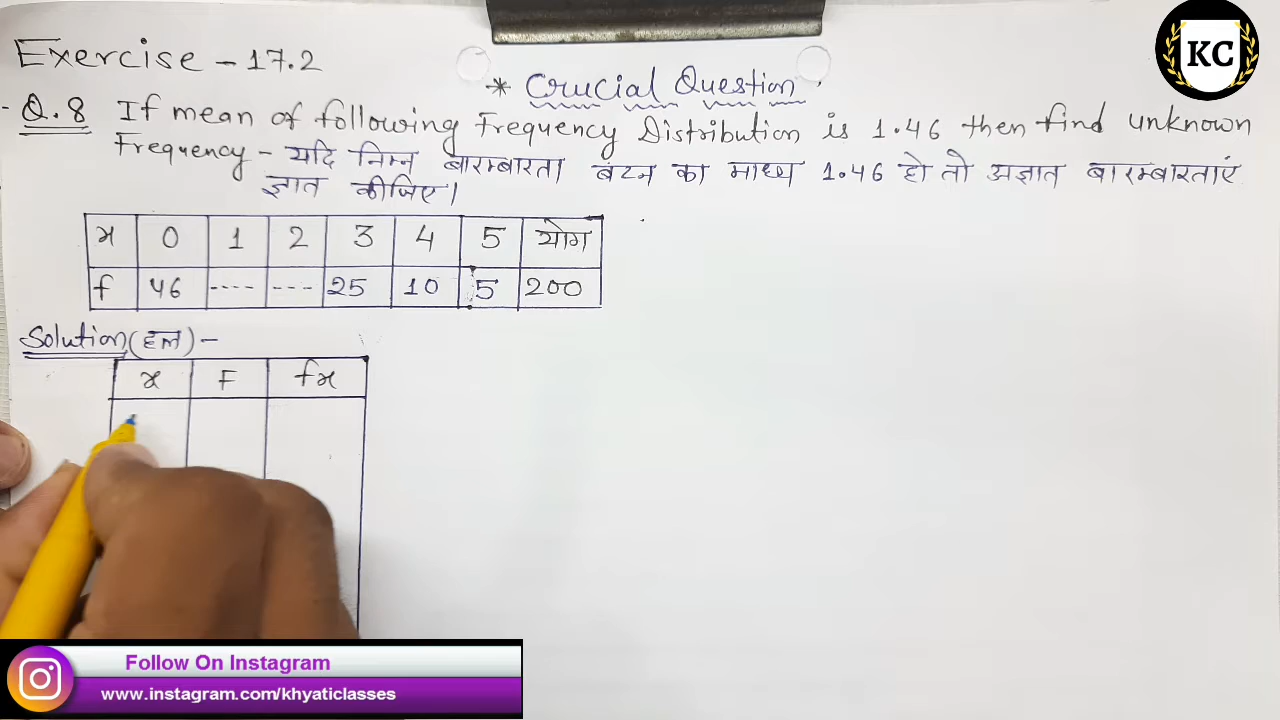 Exercise - 17.2
KC
* Crucial Question
Q.8 If mean of following Frequency Distribution is 1.46 then find unknown
Frequency - यदि निम्न बारम्बारता बंटन का माध्य 1.46 हो तो अज्ञात बारम्बारताएं
ज्ञात कीजिए।
x 0 1 2 3 4 5 योग
f 46 ---- --- 25 10 5 200
Solution (हल) -
x F fx
Follow On Instagram
www.instagram.com/khyaticlasses